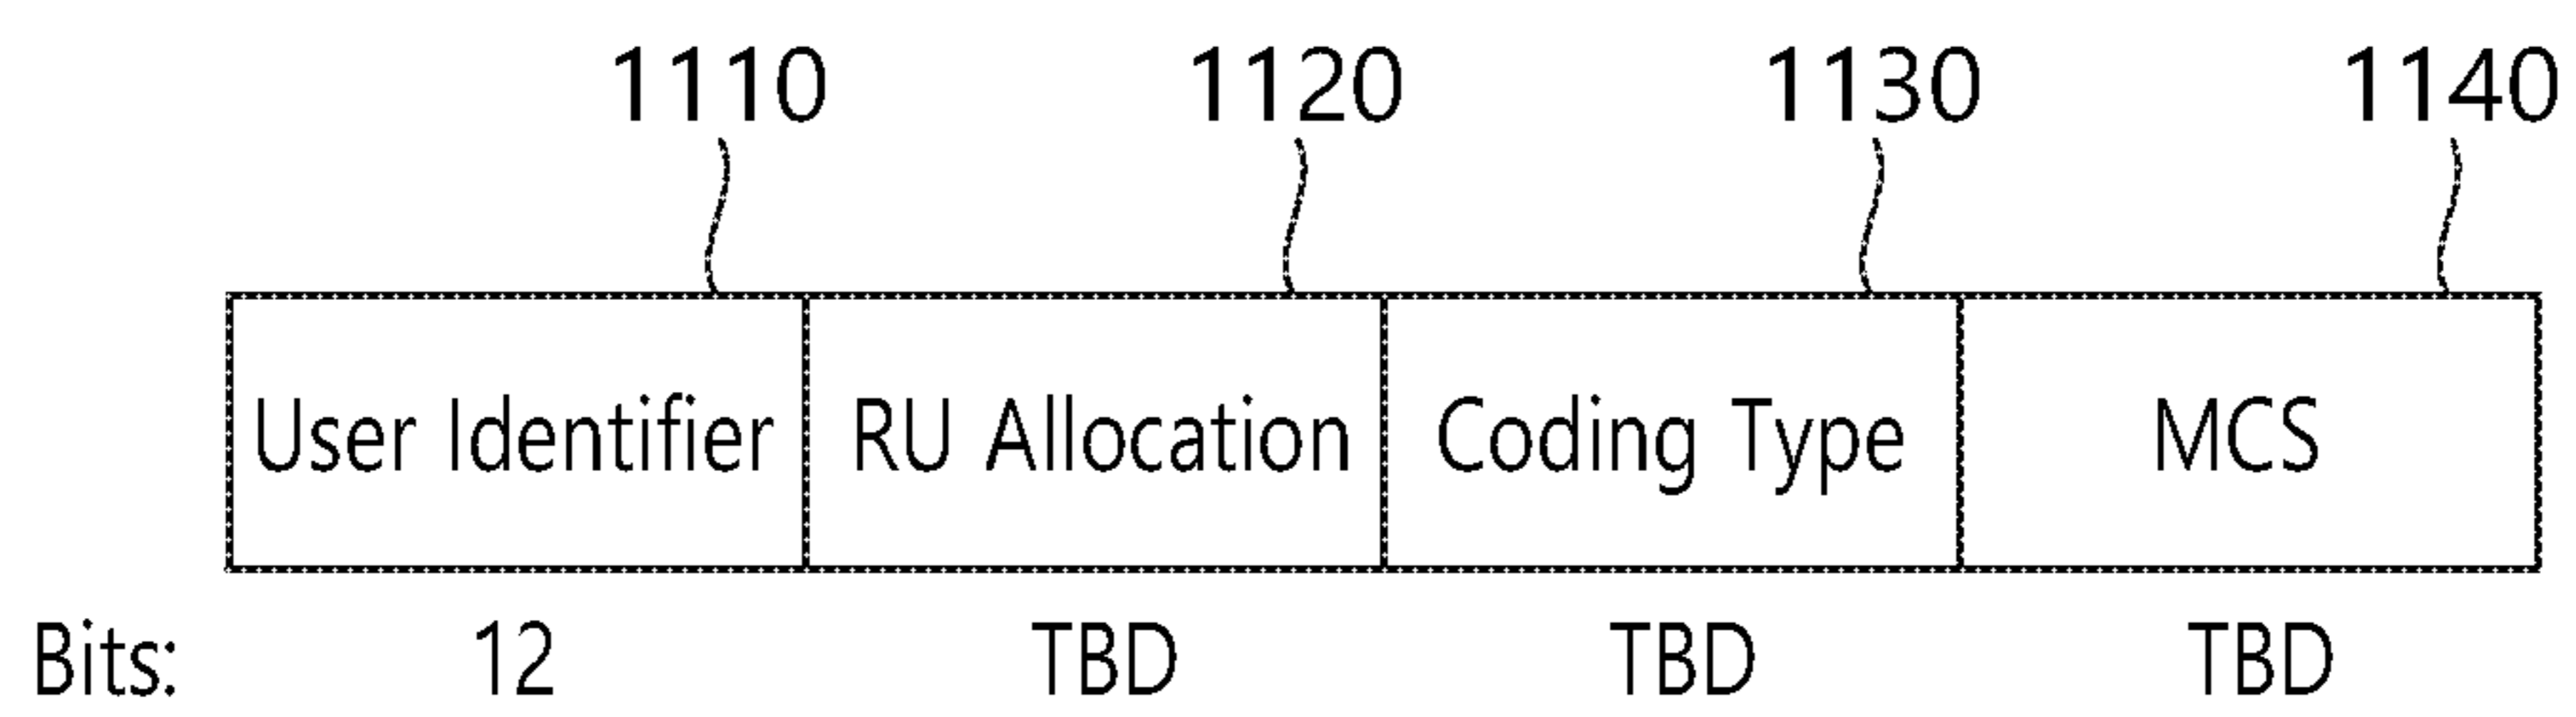 1110 1120 1130 1140
User Identifier RU Allocation Coding Type MCS
Bits: 12 TBD TBD TBD